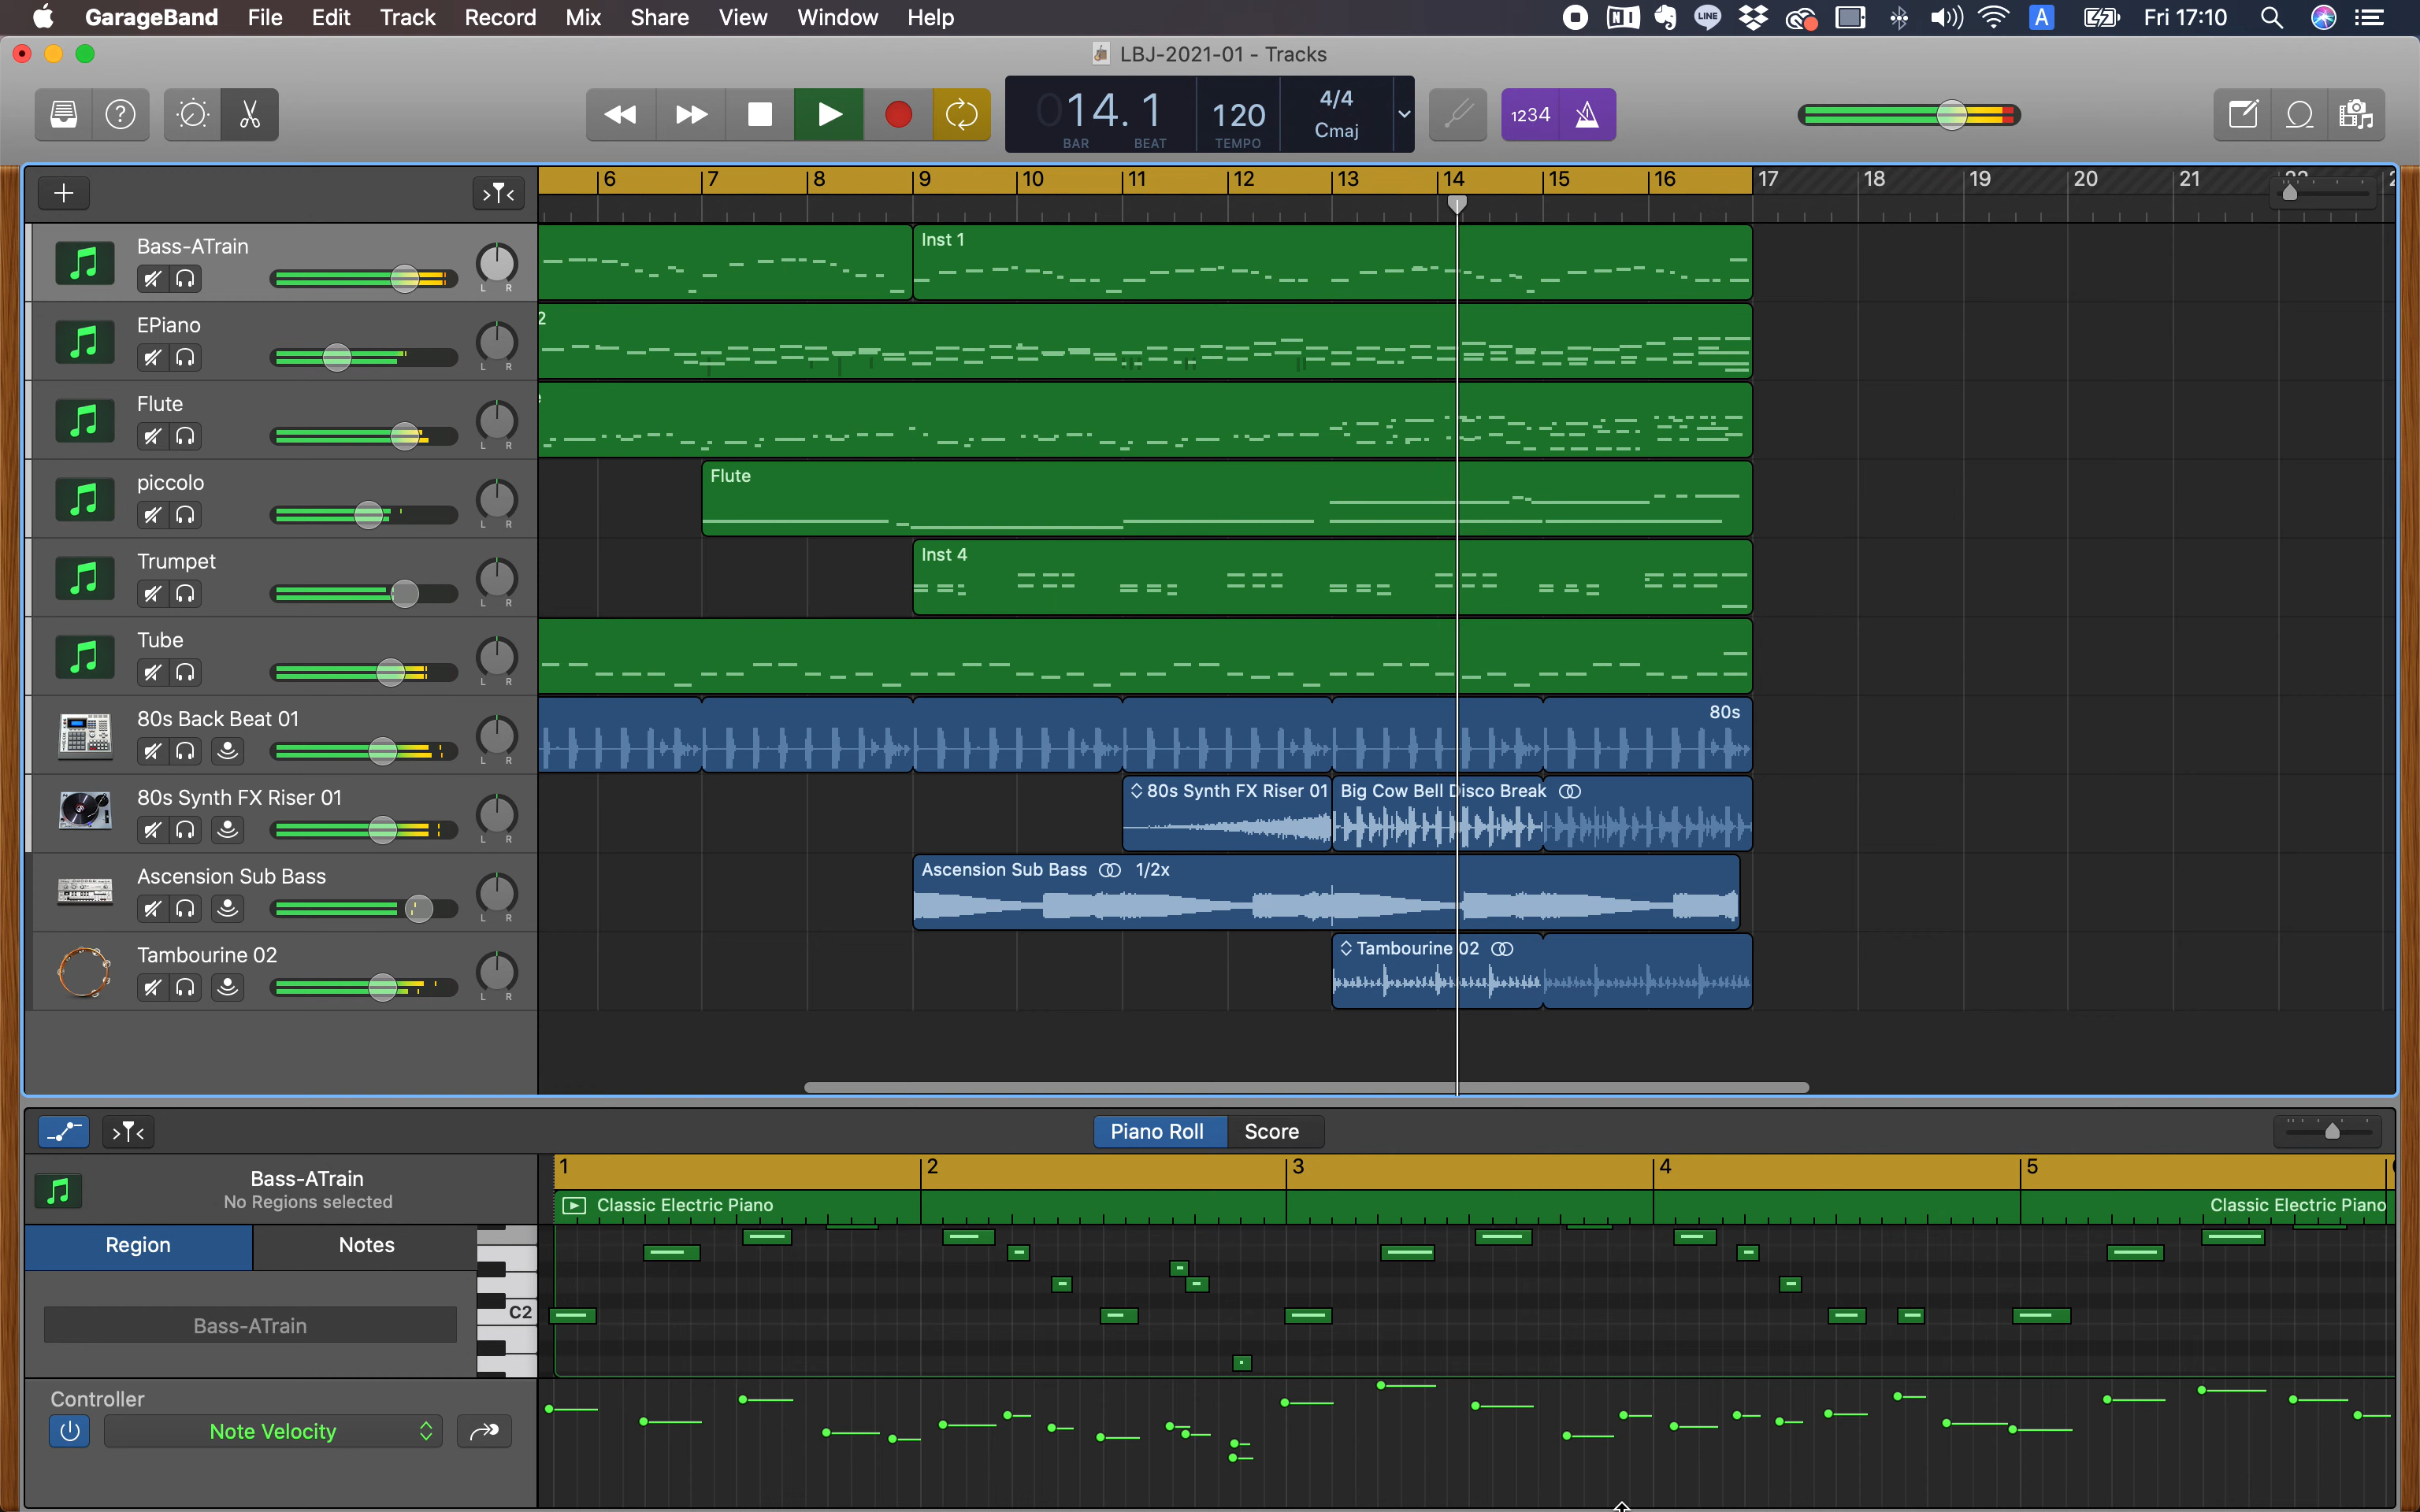 GarageBand File Edit Track Record Mix Share View Window Help
LINE A Fri 17:10
LBJ-2021-01 - Tracks
014.1 120 4/4
Cmaj
BAR BEAT TEMPO
1234
6 7 8 9 10 11 12 13 14 15 16 17 18 19 20 21
Bass-ATrain
L R
Inst 1
EPiano
L R
2
Flute
L R
piccolo
L R
Flute
Trumpet
L R
Inst 4
Tube
L R
80s Back Beat 01
L R
80s
80s Synth FX Riser 01
L R
80s Synth FX Riser 01
Big Cow Bell Disco Break
Ascension Sub Bass
L R
Ascension Sub Bass 1/2x
Tambourine 02
L R
Tambourine 02
Piano Roll Score
Bass-ATrain
No Regions selected
1 2 3 4 5
Classic Electric Piano Classic Electric Piano
Region Notes
C2
Bass-ATrain
Controller
Note Velocity